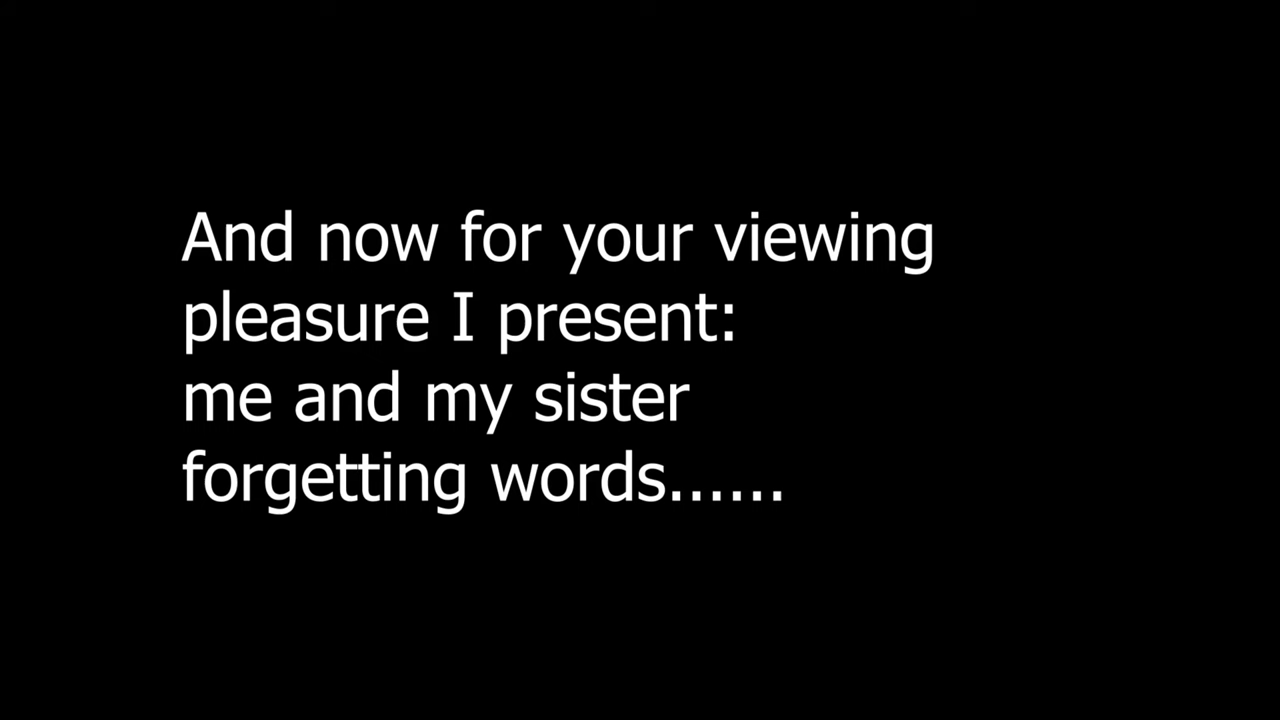 And now for your viewing
pleasure I present:
me and my sister
forgetting words......